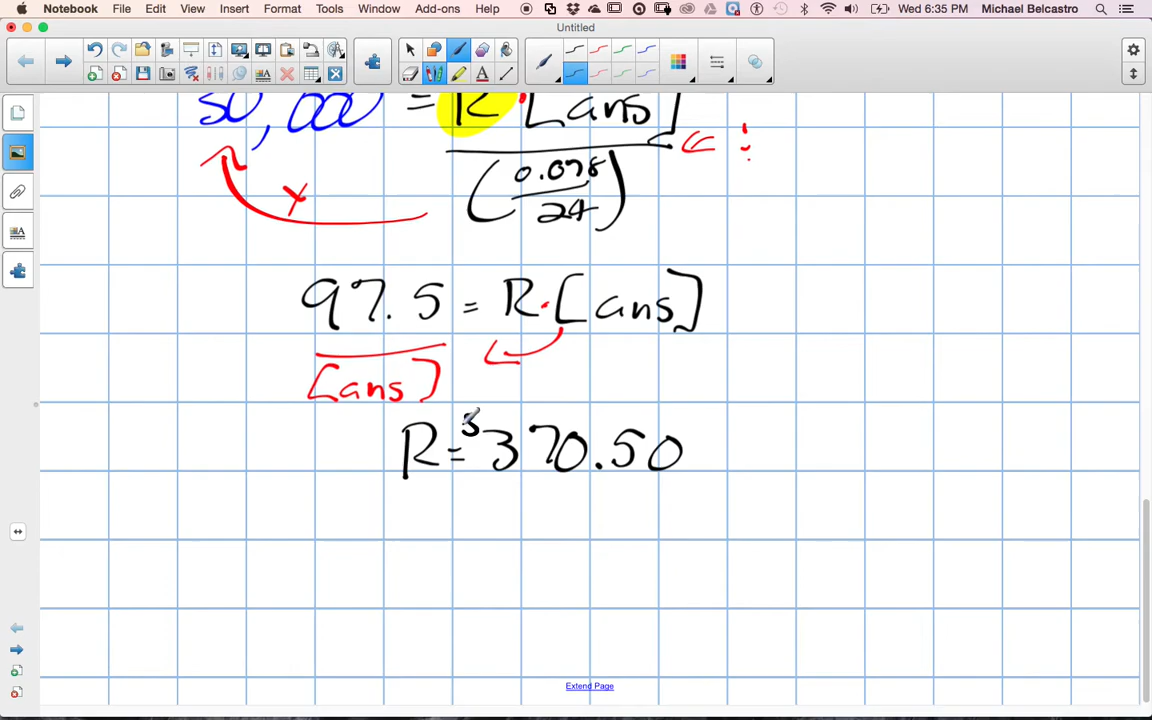 Notebook File Edit View Insert Format Tools Window Add-ons Help Wed 6:35 PM Michael Belcastro
Untitled
50,000 = R · [ans]
(0.078
24)
97.5 = R · [ans]
[ans]
R = $370.50
Extend Page